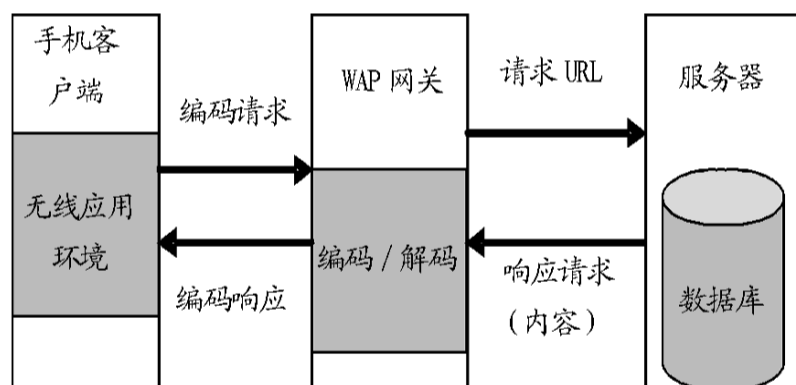 手机客
户端
无线应用
环境
编码请求
编码响应
WAP 网关
编码/解码
请求 URL
响应请求
(内容)
服务器
数据库